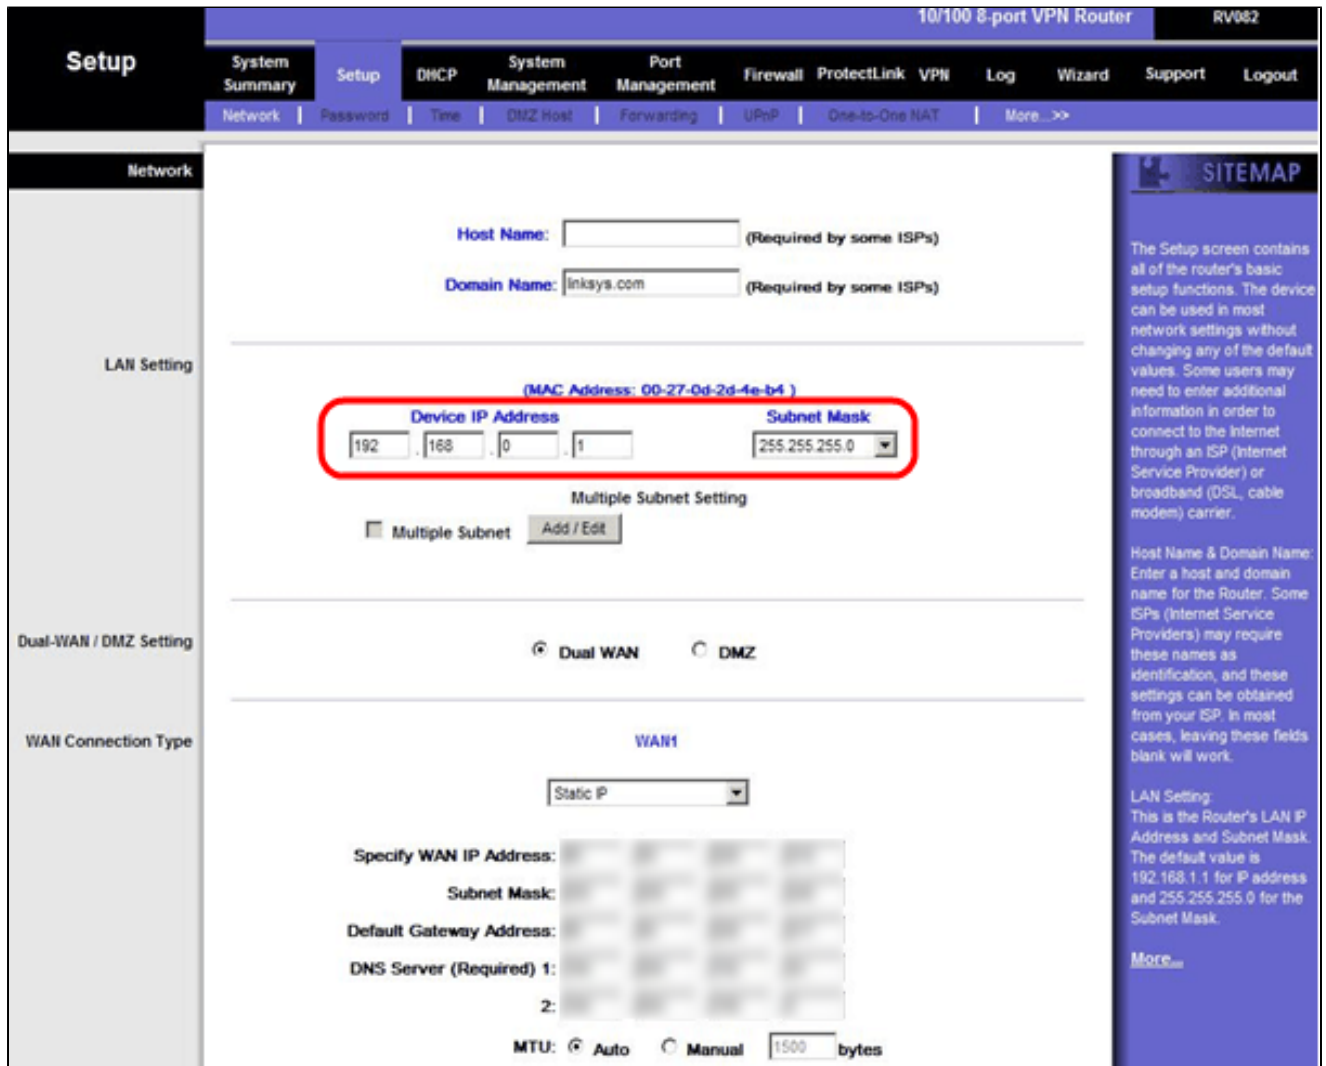 10/100 8-port VPN Router
RV082
Setup
System Summary
Setup
DHCP
System Management
Port Management
Firewall
ProtectLink
VPN
Log
Wizard
Support
Logout
Network | Password | Time | DMZ Host | Forwarding | UPnP | One-to-One NAT | More...>>
Network
SITEMAP
Host Name: (Required by some ISPs)
Domain Name: linksys.com (Required by some ISPs)
LAN Setting
(MAC Address: 00-27-0d-2d-4e-b4 )
Device IP Address
Subnet Mask
192 . 168 . 0 . 1
255.255.255.0
Multiple Subnet Setting
Multiple Subnet
Add / Edit
Dual-WAN / DMZ Setting
Dual WAN
DMZ
WAN Connection Type
WAN1
Static IP
Specify WAN IP Address:
Subnet Mask:
Default Gateway Address:
DNS Server (Required) 1:
2:
MTU: Auto Manual 1500 bytes
The Setup screen contains
all of the router's basic
setup functions. The device
can be used in most
network settings without
changing any of the default
values. Some users may
need to enter additional
information in order to
connect to the Internet
through an ISP (Internet
Service Provider) or
broadband (DSL, cable
modem) carrier.
Host Name & Domain Name:
Enter a host and domain
name for the Router. Some
ISPs (Internet Service
Providers) may require
these names as
identification, and these
settings can be obtained
from your ISP. In most
cases, leaving these fields
blank will work.
LAN Setting:
This is the Router's LAN IP
Address and Subnet Mask.
The default value is
192.168.1.1 for IP address
and 255.255.255.0 for the
Subnet Mask.
More...